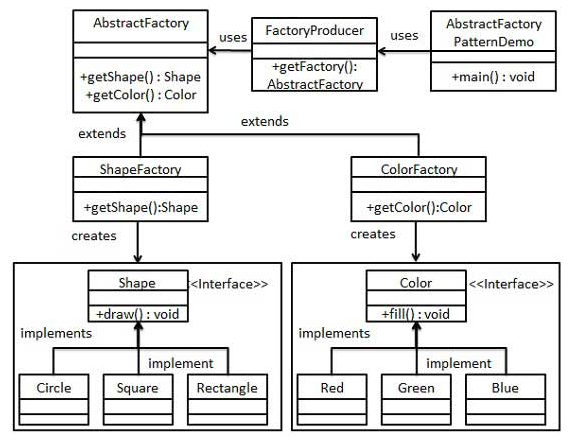 AbstractFactory
+getShape() : Shape
+getColor() : Color
uses
FactoryProducer
+getFactory():
AbstractFactory
uses
AbstractFactory
PatternDemo
+main() : void
extends
extends
ShapeFactory
+getShape():Shape
ColorFactory
+getColor():Color
creates
creates
Shape
<<Interface>>
+draw() : void
implements
implement
Circle
Square
Rectangle
Color
<<Interface>>
+fill() : void
implements
implement
Red
Green
Blue